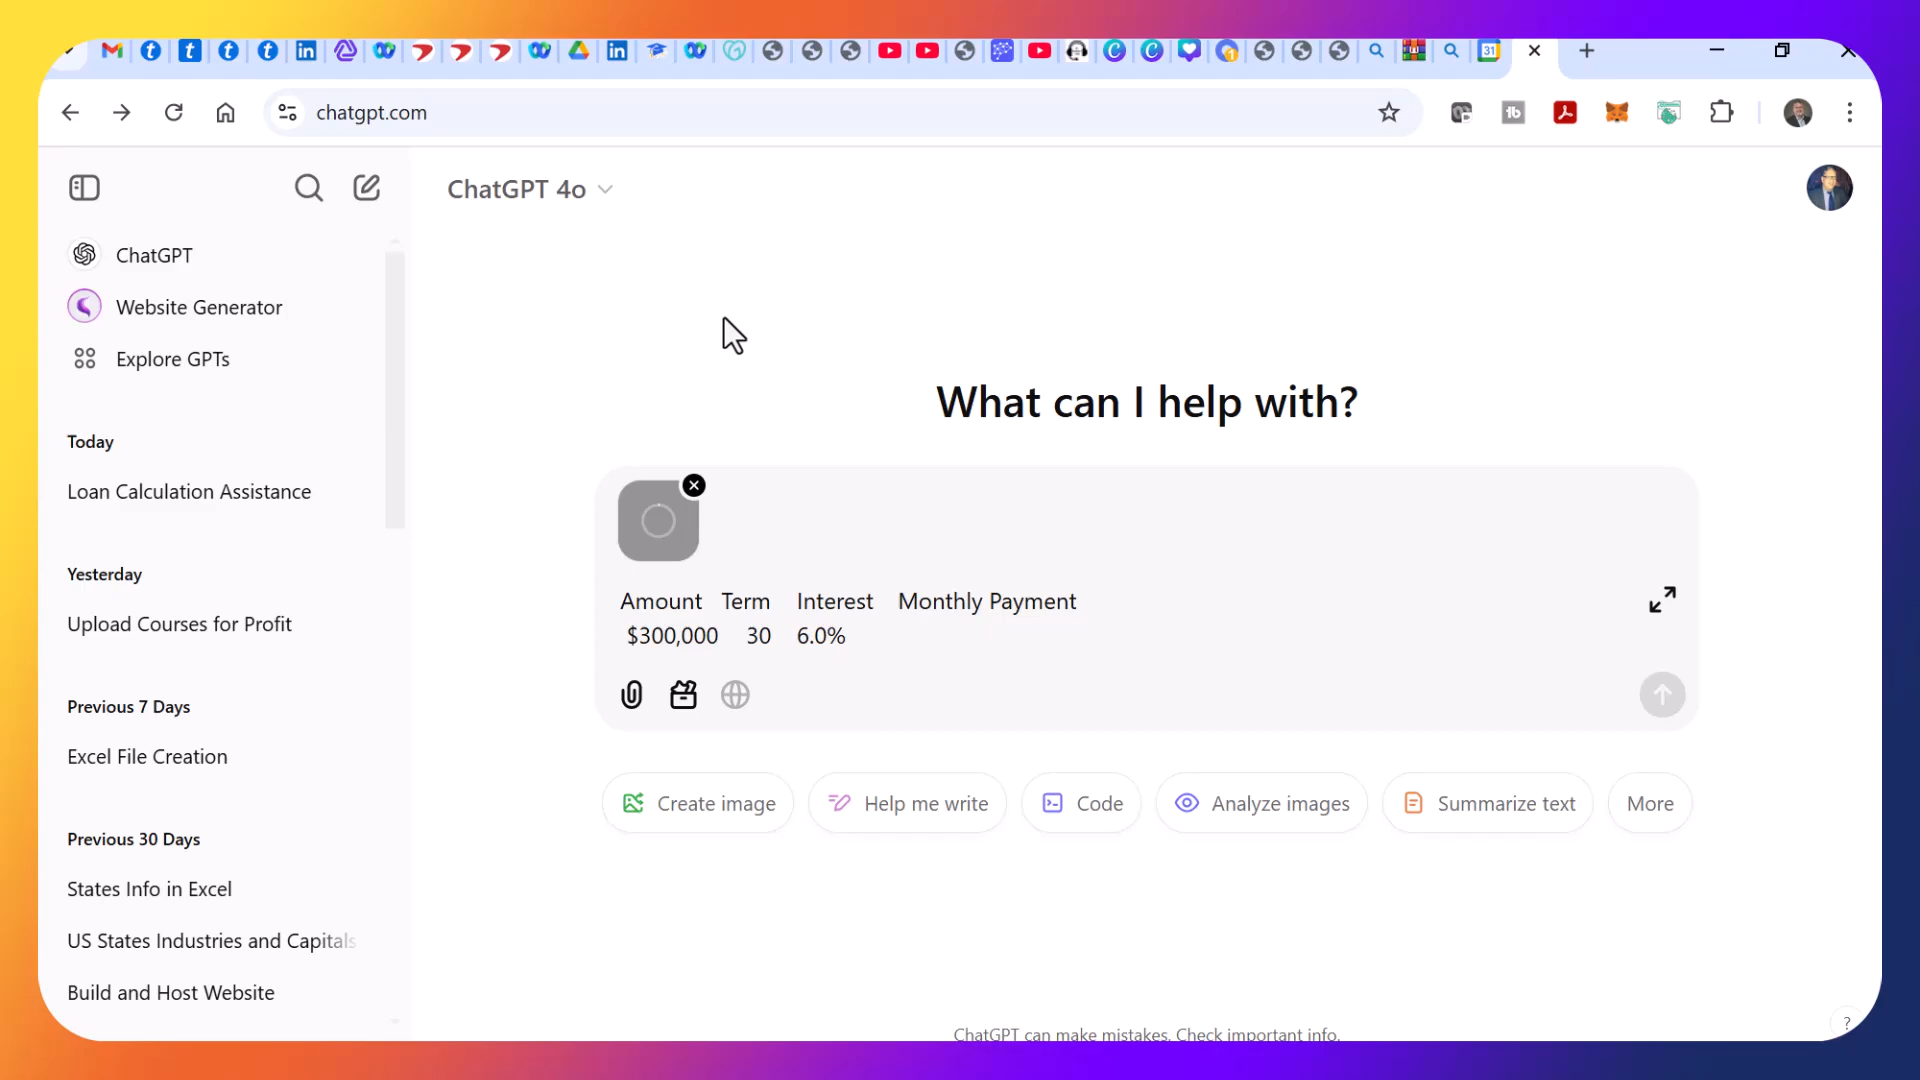 31
chatgpt.com
ChatGPT 4o
ChatGPT
Website Generator
Explore GPTs
Today
Loan Calculation Assistance
Yesterday
Upload Courses for Profit
Previous 7 Days
Excel File Creation
Previous 30 Days
States Info in Excel
US States Industries and Capitals
Build and Host Website
What can I help with?
Amount Term Interest Monthly Payment
$300,000 30 6.0%
Create image
Help me write
Code
Analyze images
Summarize text
More
ChatGPT can make mistakes. Check important info.
?